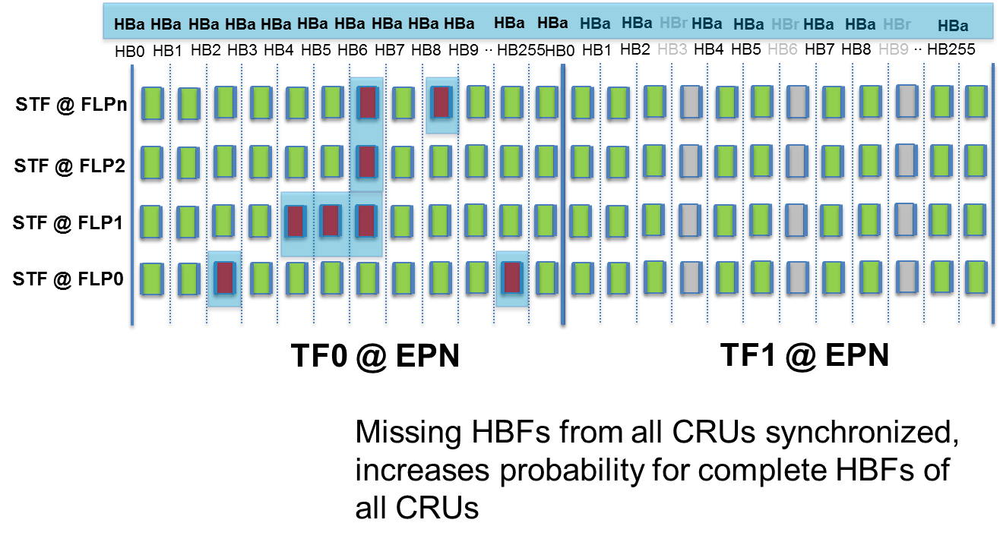 HBa HBa HBa HBa HBa HBa HBa HBa HBa HBa HBa HBa HBa HBa HBr HBa HBa HBr HBa HBa HBr HBa
HB0 HB1 HB2 HB3 HB4 HB5 HB6 HB7 HB8 HB9 ·· HB255 HB0 HB1 HB2 HB3 HB4 HB5 HB6 HB7 HB8 HB9 ·· HB255
STF @ FLPn
STF @ FLP2
STF @ FLP1
STF @ FLP0
TF0 @ EPN TF1 @ EPN
Missing HBFs from all CRUs synchronized,
increases probability for complete HBFs of
all CRUs